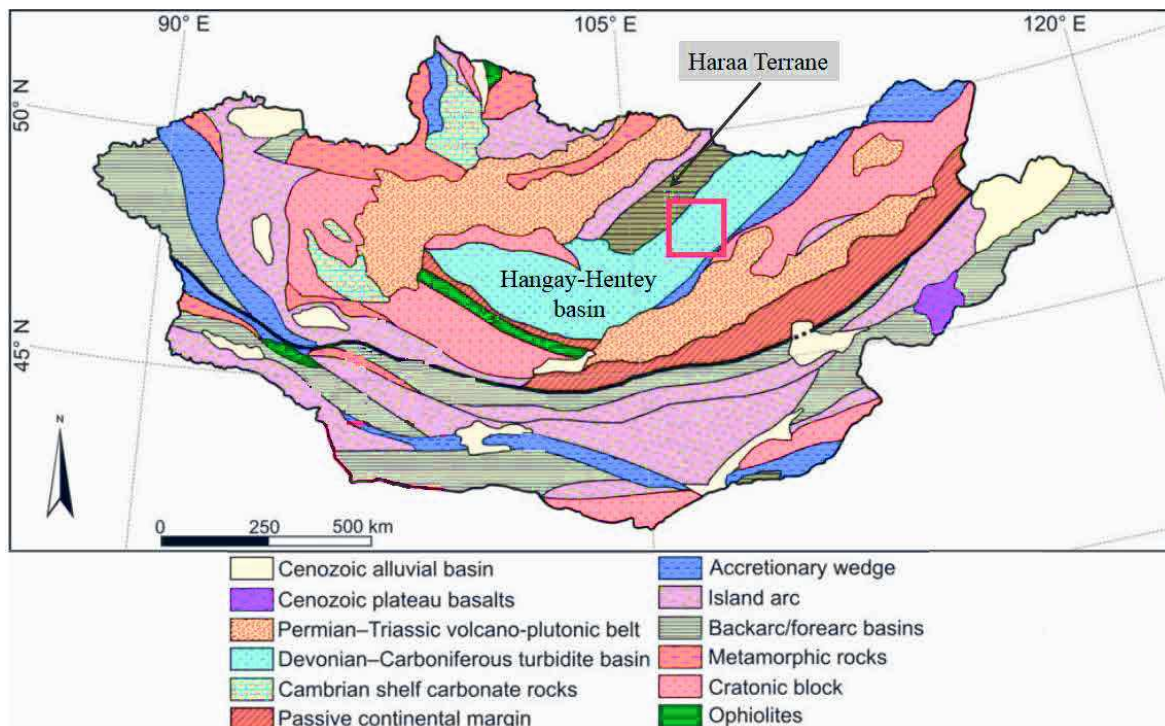 90° E
105° E
120° E
Haraa Terrane
50° N
Hangay-Hentey
basin
45° N
N
0 250 500 km
Cenozoic alluvial basin
Cenozoic plateau basalts
Permian–Triassic volcano-plutonic belt
Devonian–Carboniferous turbidite basin
Cambrian shelf carbonate rocks
Passive continental margin
Accretionary wedge
Island arc
Backarc/forearc basins
Metamorphic rocks
Cratonic block
Ophiolites